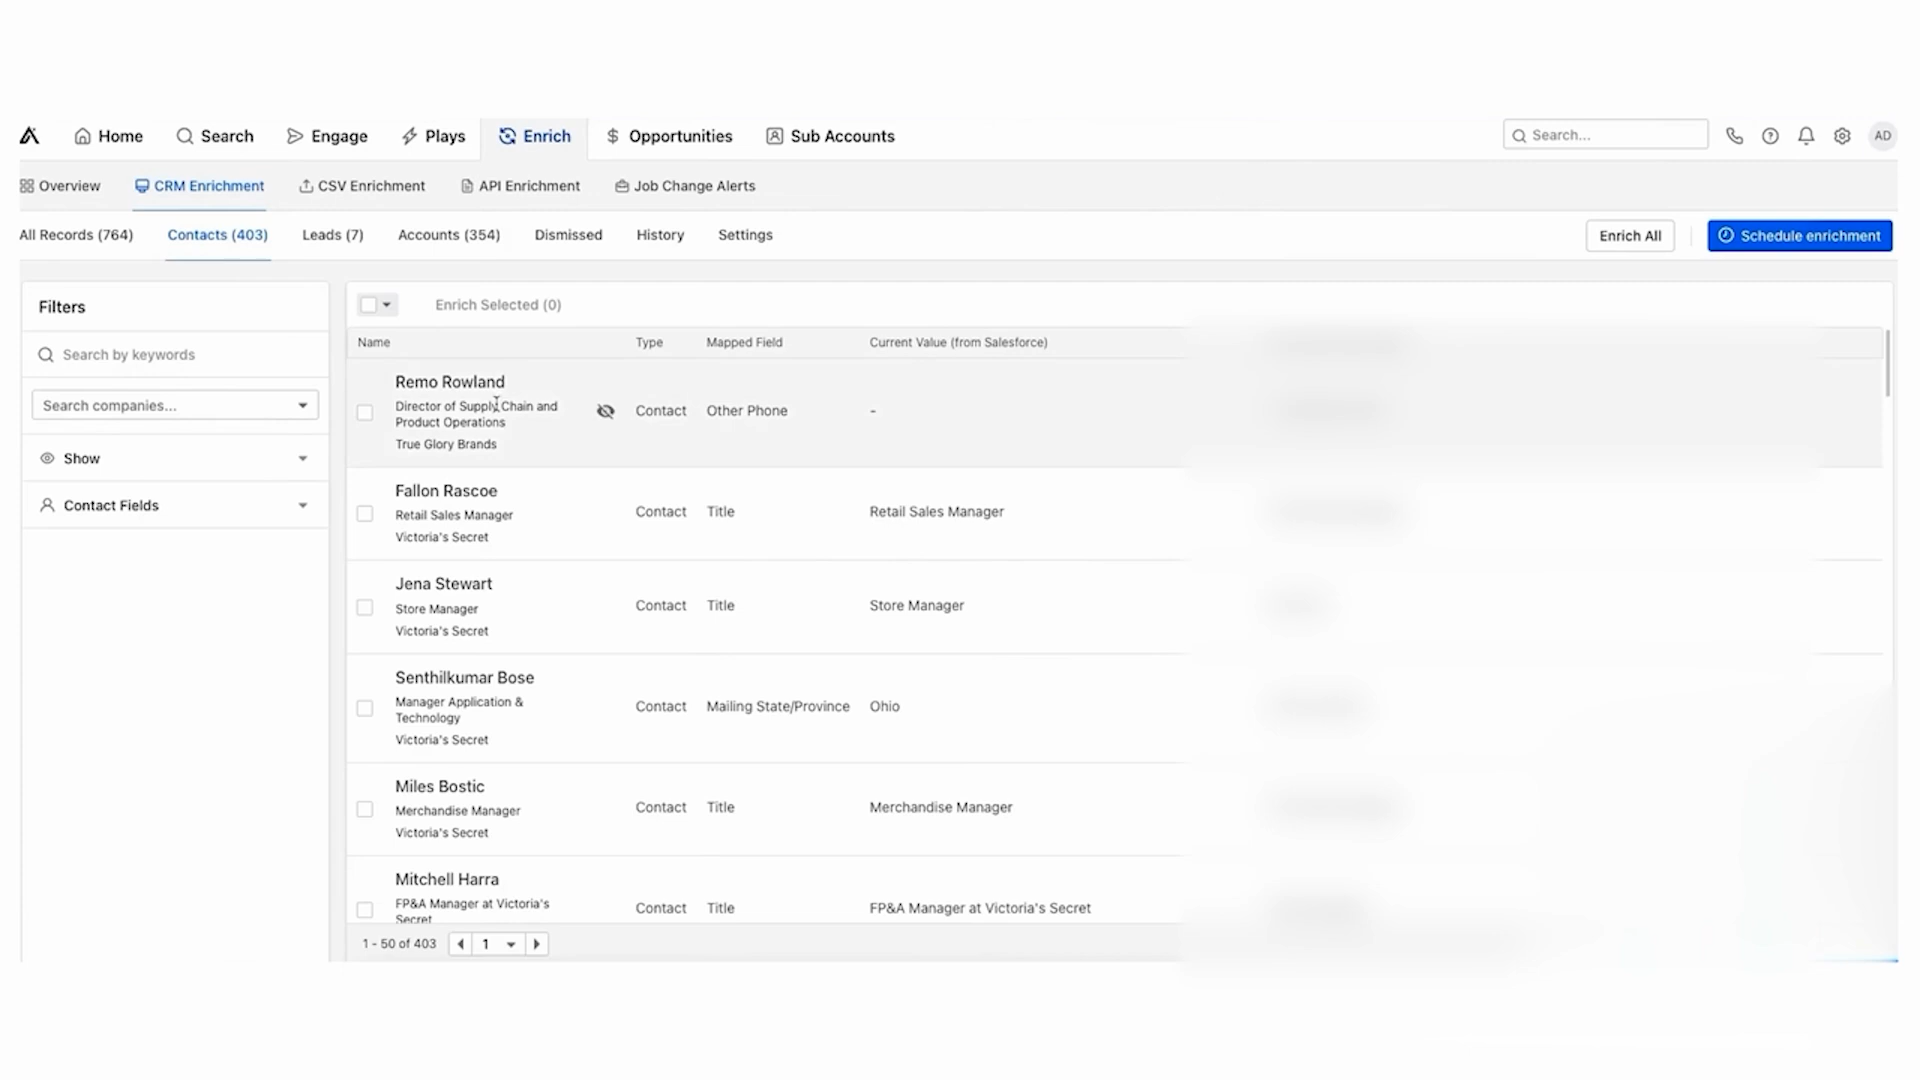 Home Search Engage Plays Enrich Opportunities Sub Accounts Search... AD
Overview CRM Enrichment CSV Enrichment API Enrichment Job Change Alerts
All Records (764) Contacts (403) Leads (7) Accounts (354) Dismissed History Settings Enrich All Schedule enrichment
Filters
Search by keywords
Search companies...
Show
Contact Fields
Enrich Selected (0)
Name Type Mapped Field Current Value (from Salesforce)
Remo Rowland
Director of Supply Chain and
Product Operations
True Glory Brands
Contact Other Phone -
Fallon Rascoe
Retail Sales Manager
Victoria's Secret
Contact Title Retail Sales Manager
Jena Stewart
Store Manager
Victoria's Secret
Contact Title Store Manager
Senthilkumar Bose
Manager Application &
Technology
Victoria's Secret
Contact Mailing State/Province Ohio
Miles Bostic
Merchandise Manager
Victoria's Secret
Contact Title Merchandise Manager
Mitchell Harra
FP&A Manager at Victoria's
Secret
Contact Title FP&A Manager at Victoria's Secret
1 - 50 of 403 1